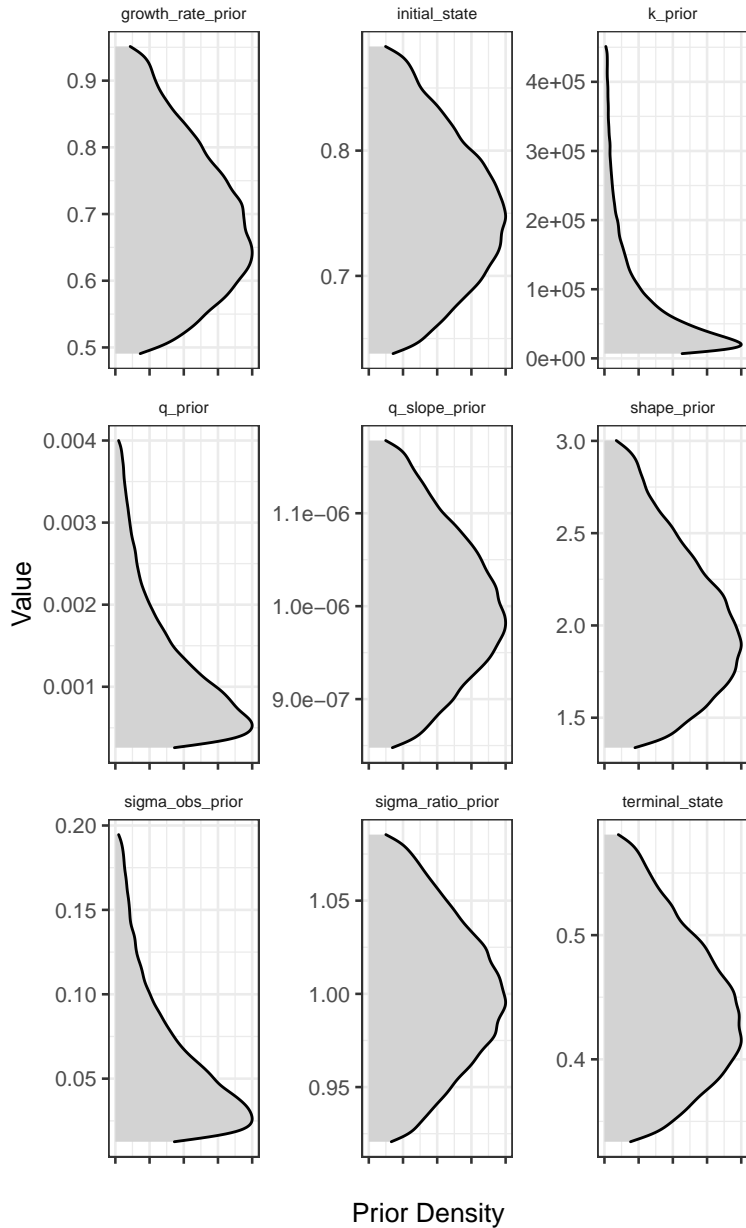 growth_rate_prior
initial_state
k_prior
0.9
0.8
0.7
0.6
0.5
0.8
0.7
4e+05
3e+05
2e+05
1e+05
0e+00
q_prior
q_slope_prior
shape_prior
0.004
0.003
0.002
0.001
1.1e−06
1.0e−06
9.0e−07
3.0
2.5
2.0
1.5
sigma_obs_prior
sigma_ratio_prior
terminal_state
0.20
0.15
0.10
0.05
1.05
1.00
0.95
0.5
0.4
Value
Prior Density